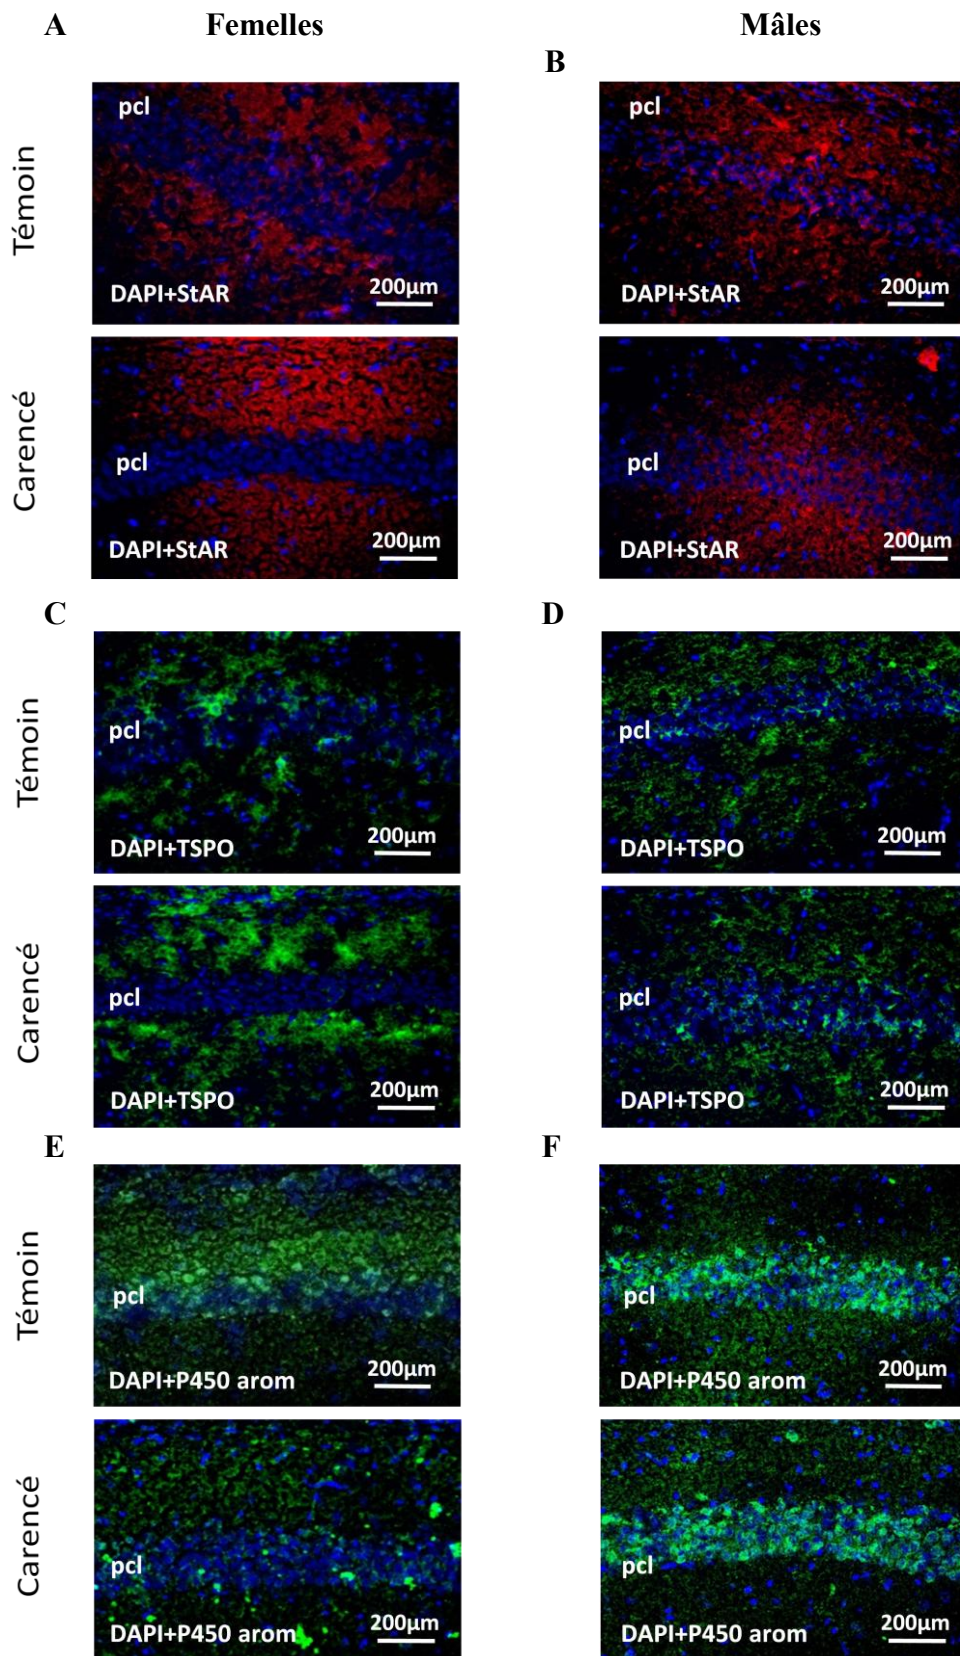 A Femelles Mâles
B
Témoin
pcl
DAPI+StAR
200µm
pcl
DAPI+StAR
200µm
Carencé
pcl
DAPI+StAR
200µm
pcl
DAPI+StAR
200µm
C
D
Témoin
pcl
DAPI+TSPO
200µm
pcl
DAPI+TSPO
200µm
Carencé
pcl
DAPI+TSPO
200µm
pcl
DAPI+TSPO
200µm
E
F
Témoin
pcl
DAPI+P450 arom
200µm
pcl
DAPI+P450 arom
200µm
Carencé
pcl
DAPI+P450 arom
200µm
pcl
DAPI+P450 arom
200µm